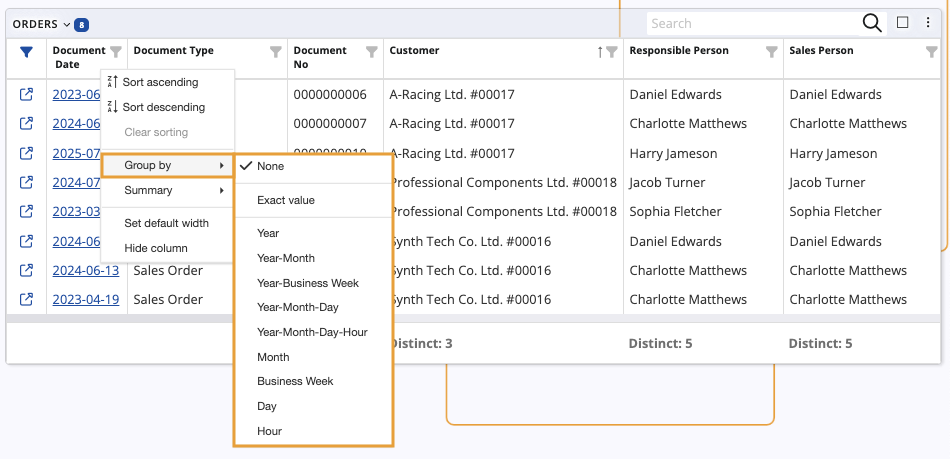 ORDERS 8 Search
Document Date Document Type Document No Customer Responsible Person Sales Person
2023-06 0000000006 A-Racing Ltd. #00017 Daniel Edwards Daniel Edwards
2024-06 0000000007 A-Racing Ltd. #00017 Charlotte Matthews Charlotte Matthews
2025-07 A-Racing Ltd. #00017 Harry Jameson Harry Jameson
2024-07 Professional Components Ltd. #00018 Jacob Turner Jacob Turner
2023-03 Professional Components Ltd. #00018 Sophia Fletcher Sophia Fletcher
2024-06 Synth Tech Co. Ltd. #00016 Daniel Edwards Daniel Edwards
2024-06-13 Sales Order Synth Tech Co. Ltd. #00016 Charlotte Matthews Charlotte Matthews
2023-04-19 Sales Order Synth Tech Co. Ltd. #00016 Charlotte Matthews Charlotte Matthews
Distinct: 3 Distinct: 5 Distinct: 5
Sort ascending
Sort descending
Clear sorting
Group by
Summary
Set default width
Hide column
None
Exact value
Year
Year-Month
Year-Business Week
Year-Month-Day
Year-Month-Day-Hour
Month
Business Week
Day
Hour